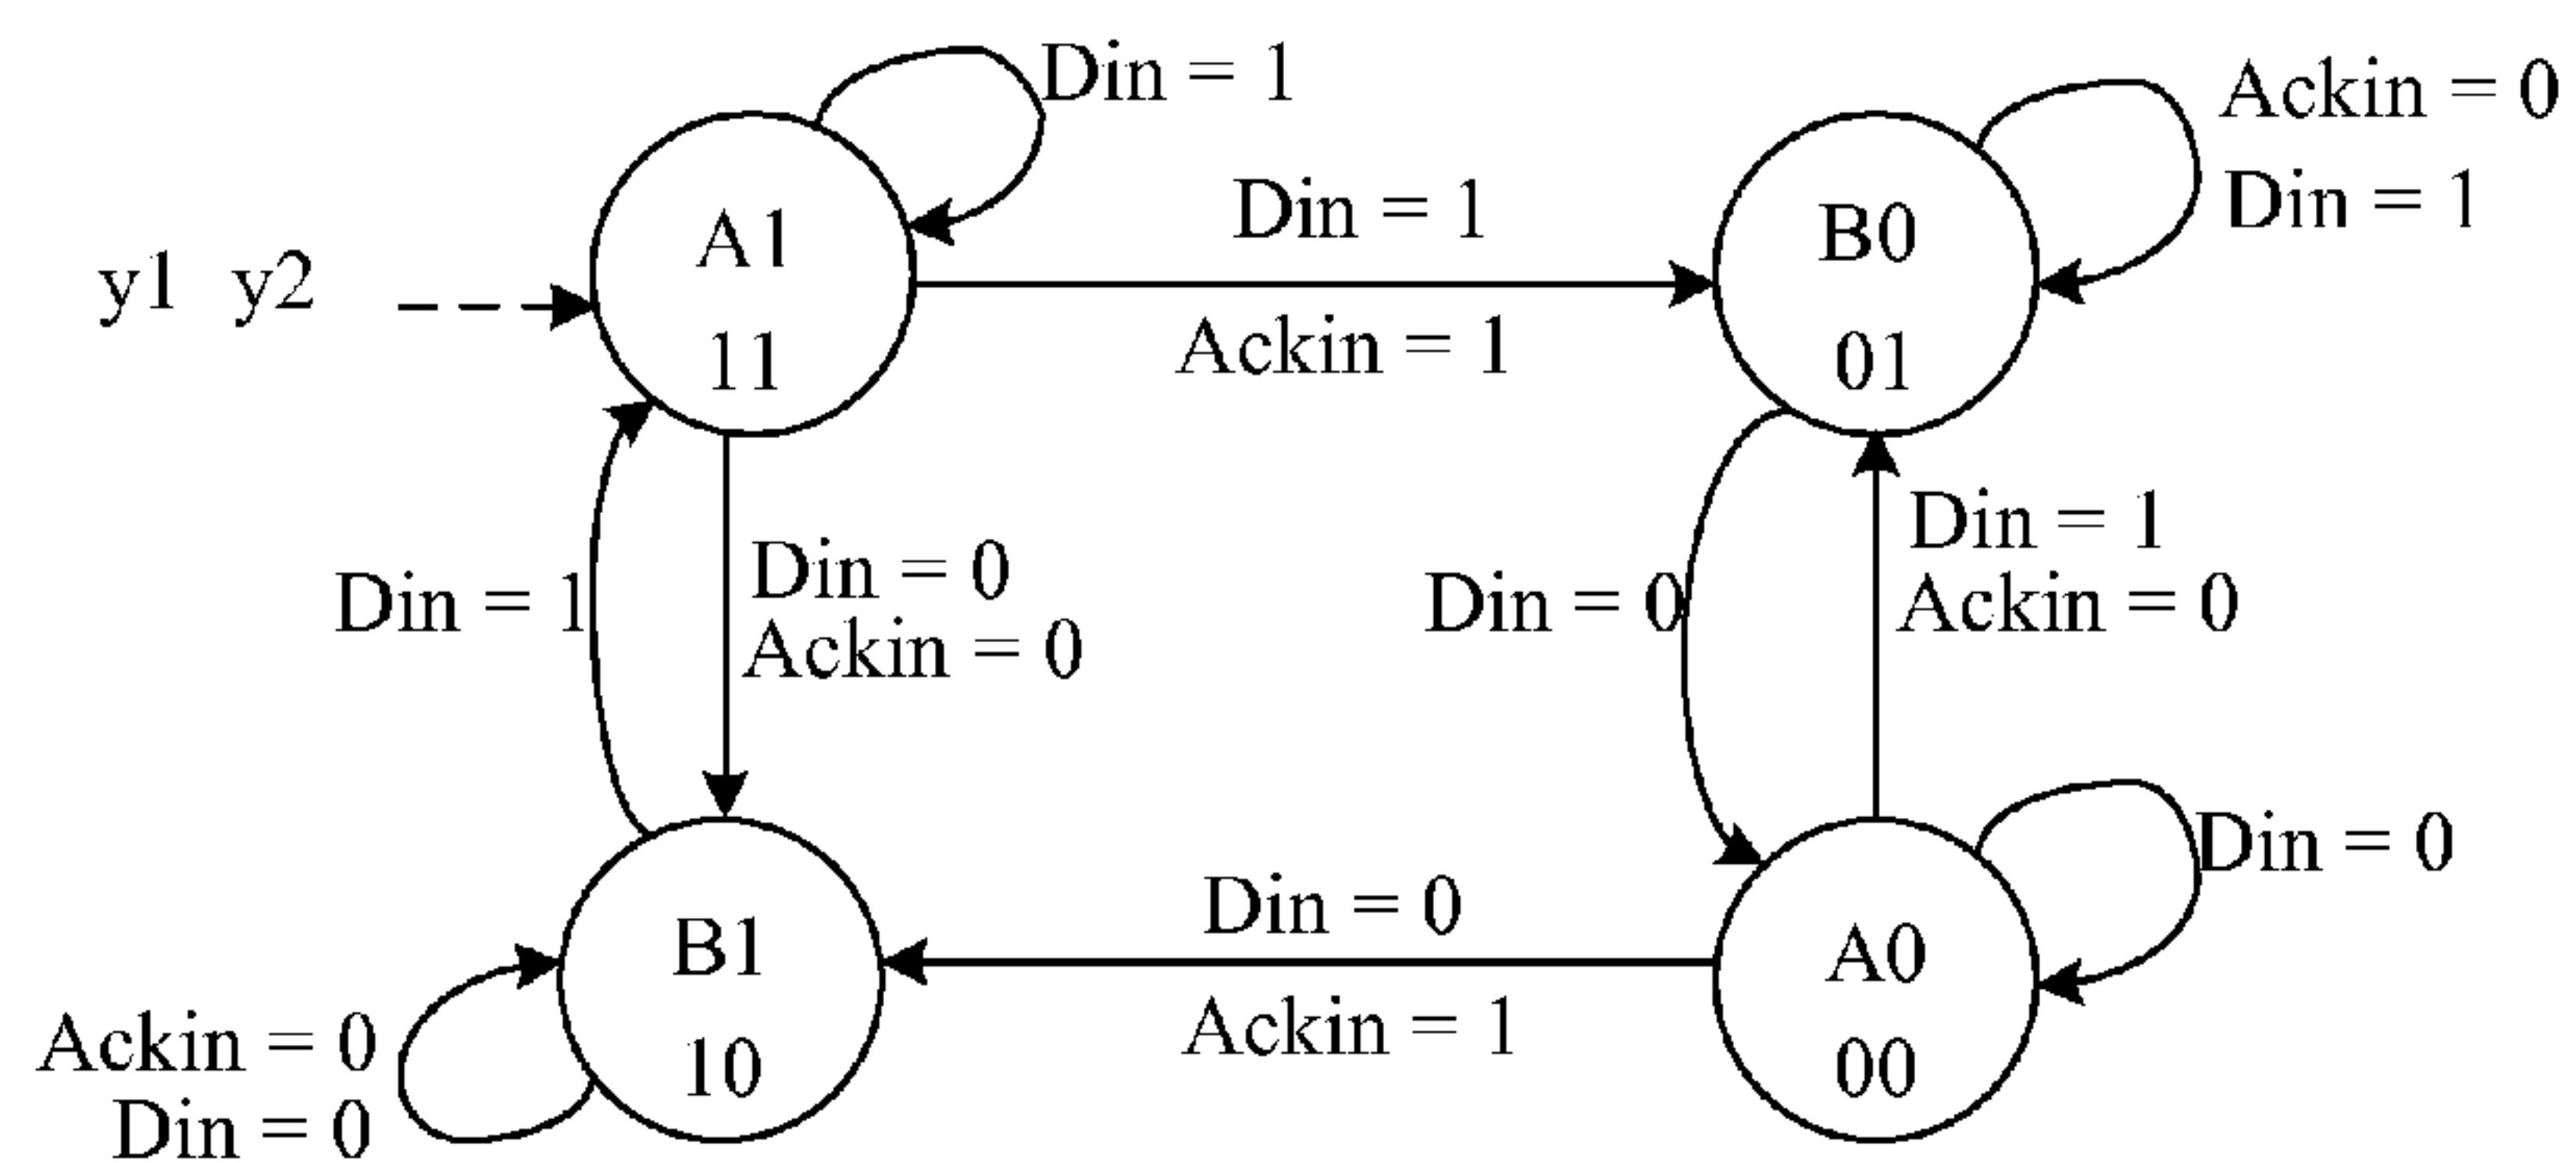 Din = 1
Ackin = 0
Din = 1
Din = 1
A1
B0
y1 y2
Ackin = 1
11
01
Din = 1
Ackin = 0
Din = 0
Ackin = 0
Din = 1
Din = 0
Din = 0
Din = 0
B1
A0
Ackin = 0
Din = 0
Ackin = 1
10
00